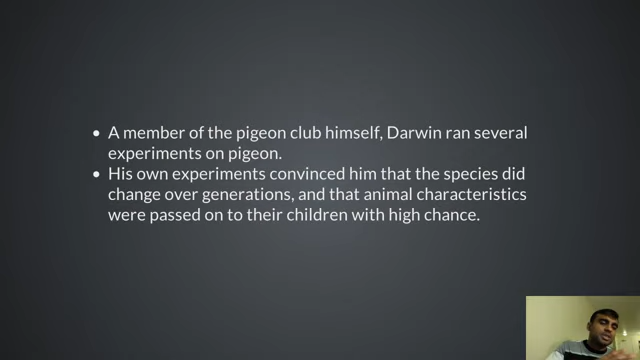 A member of the pigeon club himself, Darwin ran several
experiments on pigeon.
His own experiments convinced him that the species did
change over generations, and that animal characteristics
were passed on to their children with high chance.